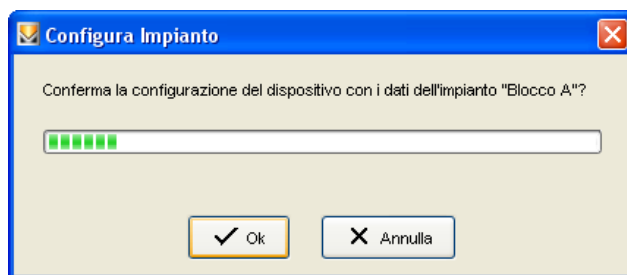 Configura Impianto
Conferma la configurazione del dispositivo con i dati dell'impianto "Blocco A"?
Ok
Annulla